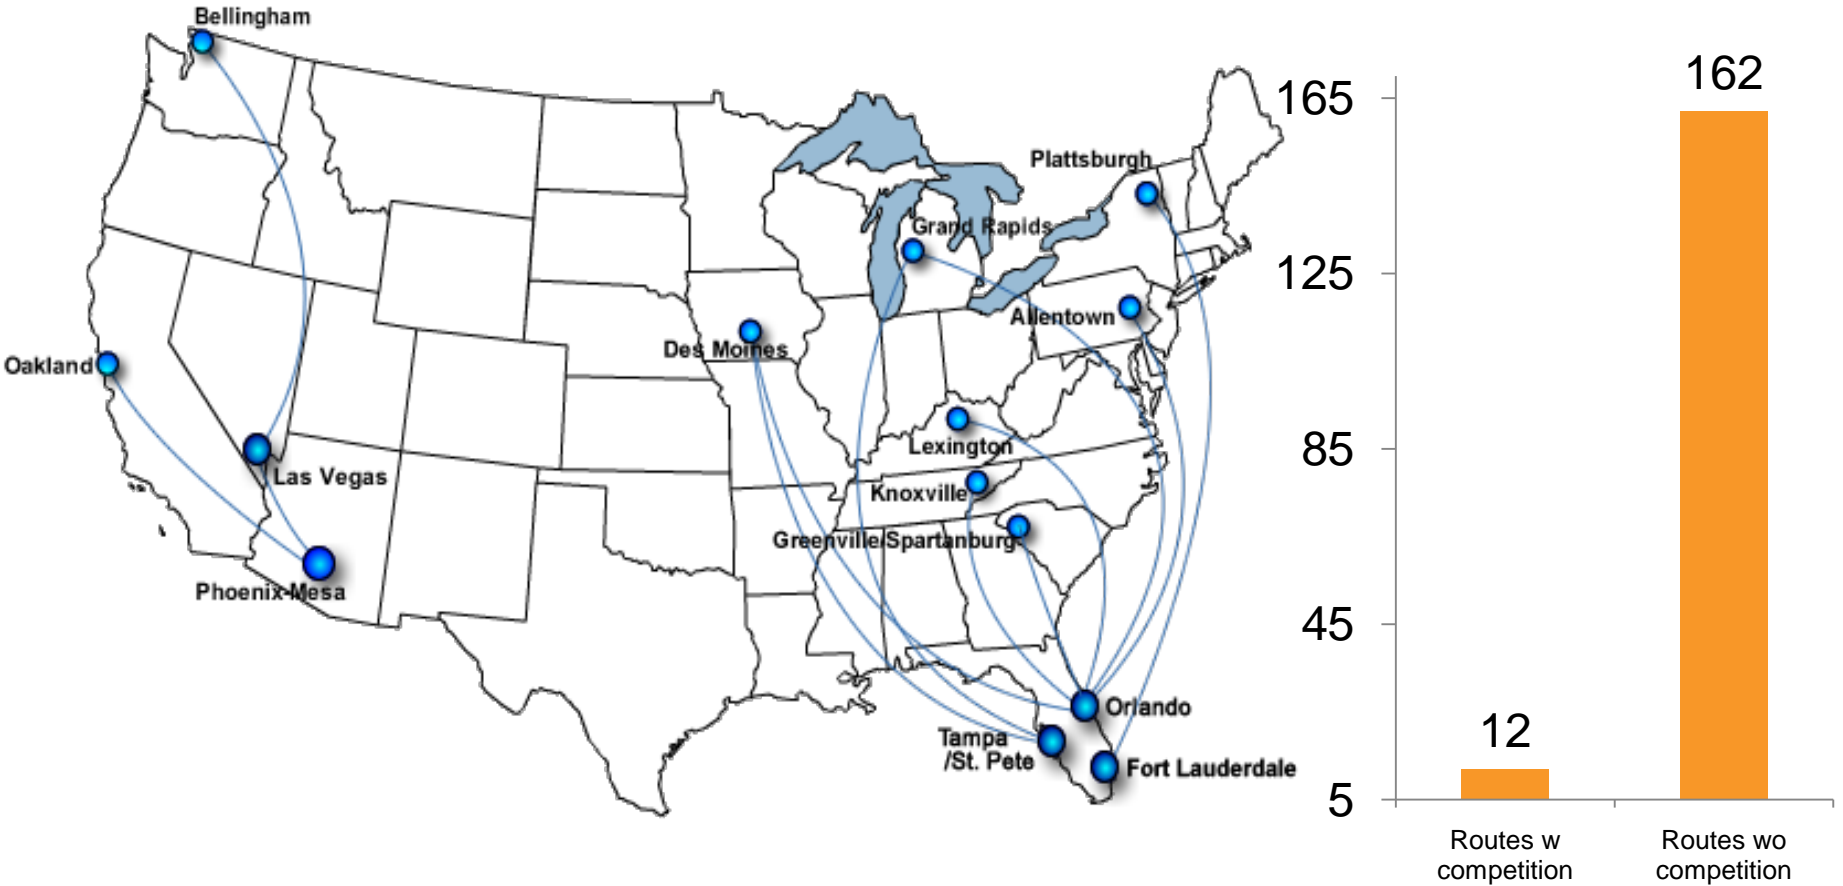 Bellingham
Plattsburgh
Grand Rapids
Allentown
Des Moines
Oakland
Lexington
Las Vegas
Knoxville
Greenville/Spartanburg
Phoenix-Mesa
Orlando
Tampa
/St. Pete
Fort Lauderdale
165
125
85
45
5
162
12
Routes w
competition
Routes wo
competition